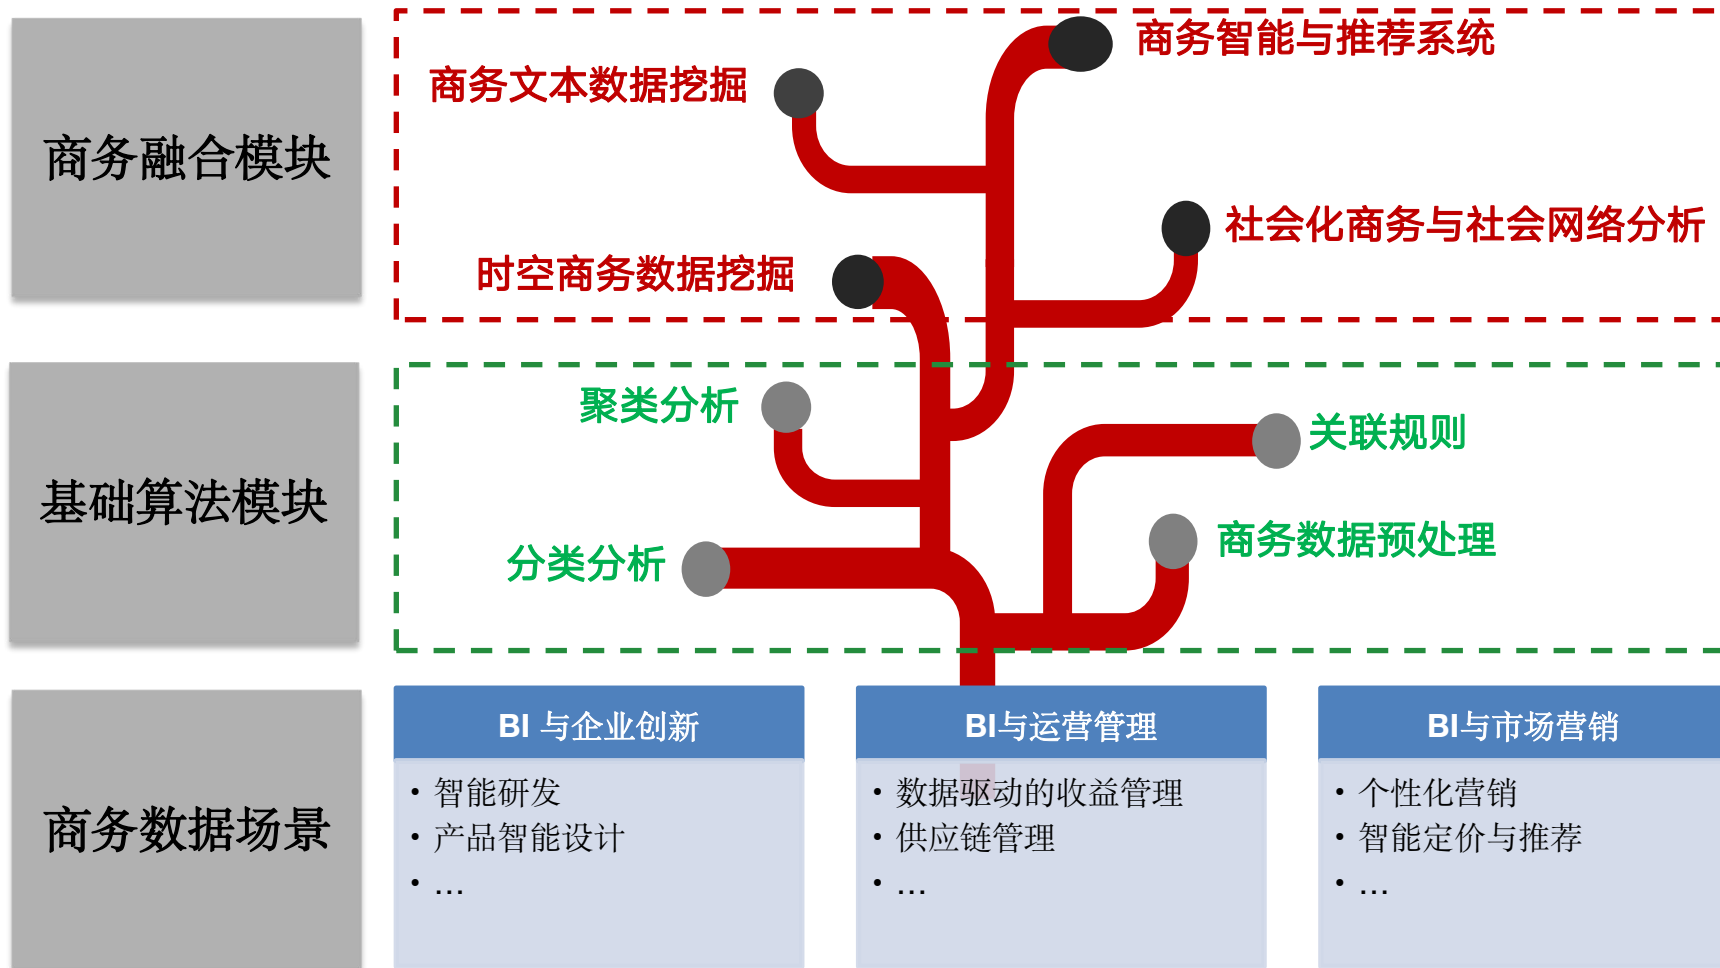 商务融合模块
商务智能与推荐系统
商务文本数据挖掘
社会化商务与社会网络分析
时空商务数据挖掘
基础算法模块
聚类分析
关联规则
商务数据预处理
分类分析
商务数据场景
BI 与企业创新
• 智能研发
• 产品智能设计
• …
BI与运营管理
• 数据驱动的收益管理
• 供应链管理
• …
BI与市场营销
• 个性化营销
• 智能定价与推荐
• …